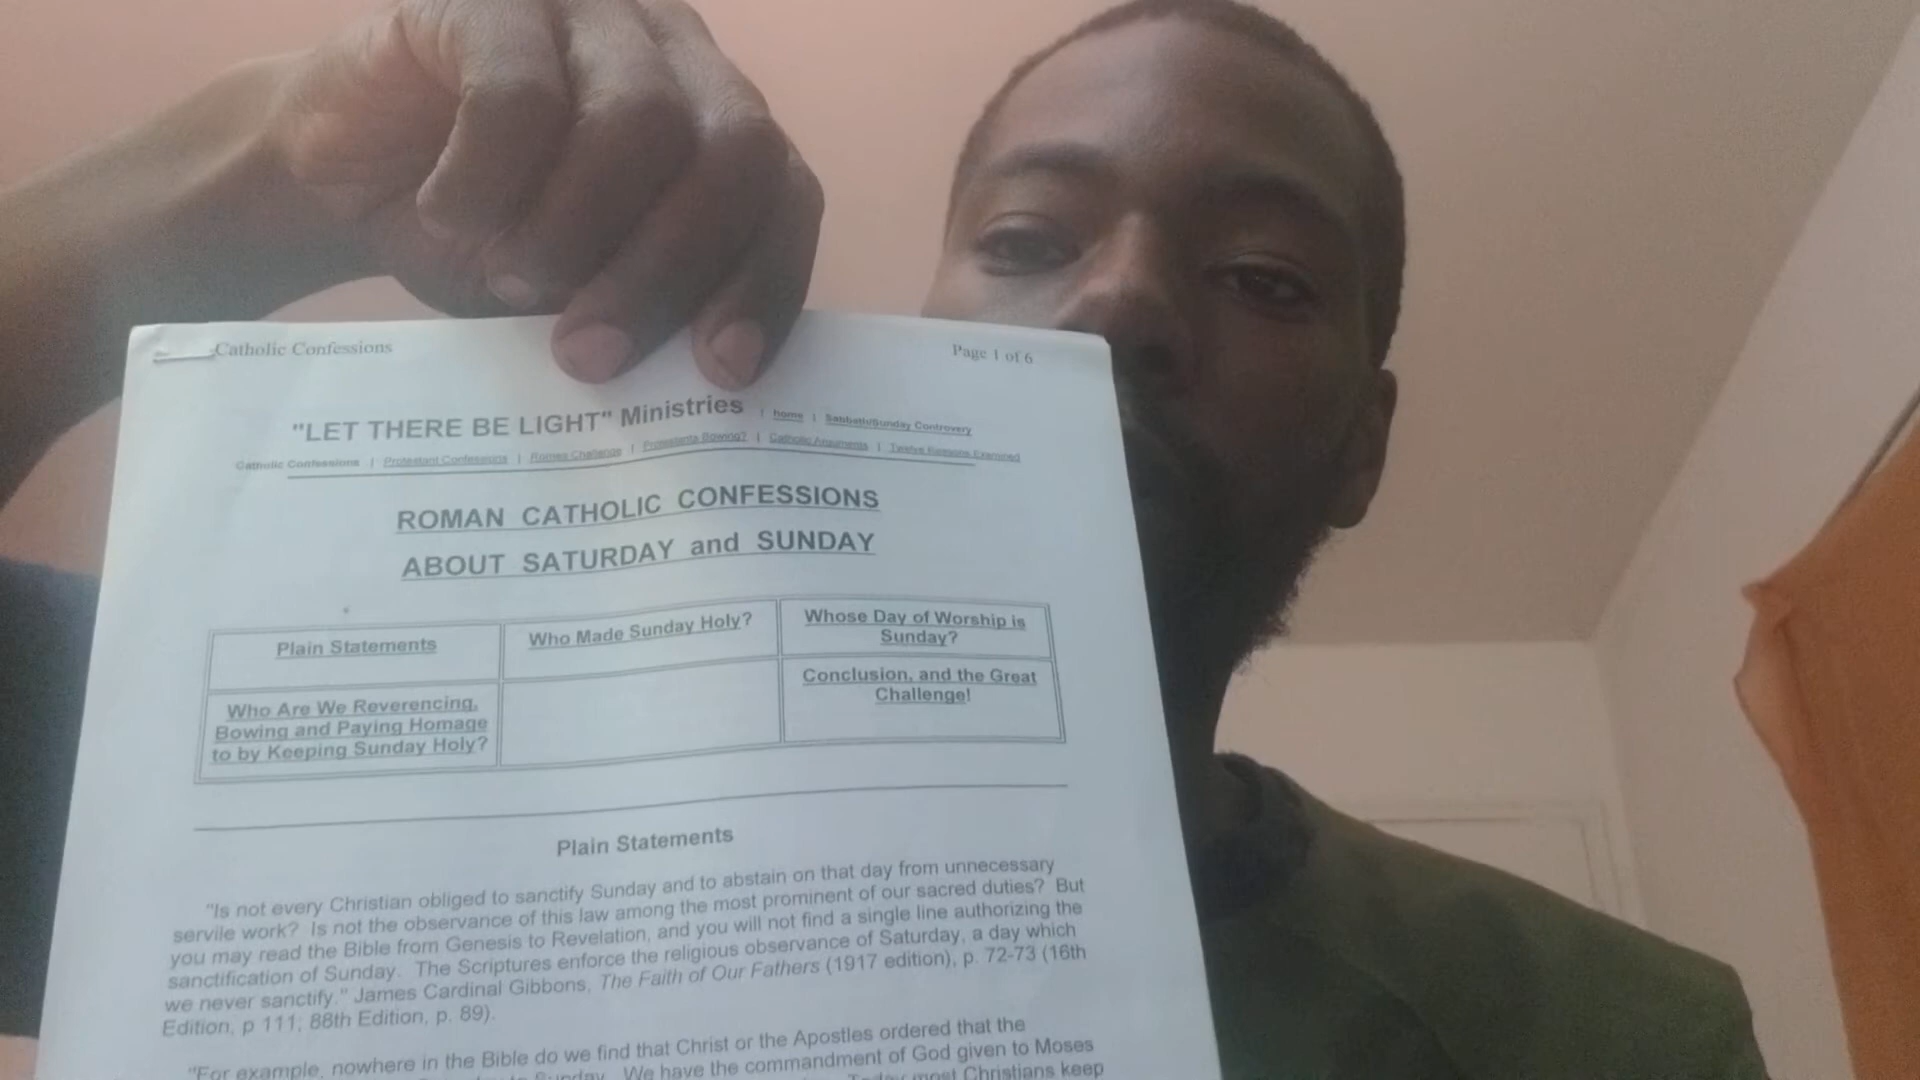 Catholic Confessions
Page 1 of 6
"LET THERE BE LIGHT" Ministries | home | Sabbath/Sunday Controvery
Catholic Confessions | Protestant Confessions | Romes Challenge | Protestants Bowing? | Catholic Arguments | Twelve Reasons Examined
ROMAN CATHOLIC CONFESSIONS
ABOUT SATURDAY and SUNDAY
Plain Statements
Who Made Sunday Holy?
Whose Day of Worship is
Sunday?
Who Are We Reverencing,
Bowing and Paying Homage
to by Keeping Sunday Holy?
Conclusion, and the Great
Challenge!
Plain Statements
"Is not every Christian obliged to sanctify Sunday and to abstain on that day from unnecessary
servile work? Is not the observance of this law among the most prominent of our sacred duties? But
you may read the Bible from Genesis to Revelation, and you will not find a single line authorizing the
sanctification of Sunday. The Scriptures enforce the religious observance of Saturday, a day which
we never sanctify." James Cardinal Gibbons, The Faith of Our Fathers (1917 edition), p. 72-73 (16th
Edition, p 111; 88th Edition, p. 89).
"For example, nowhere in the Bible do we find that Christ or the Apostles ordered that the
Sunday. We have the commandment of God given to Moses
Today most Christians keep